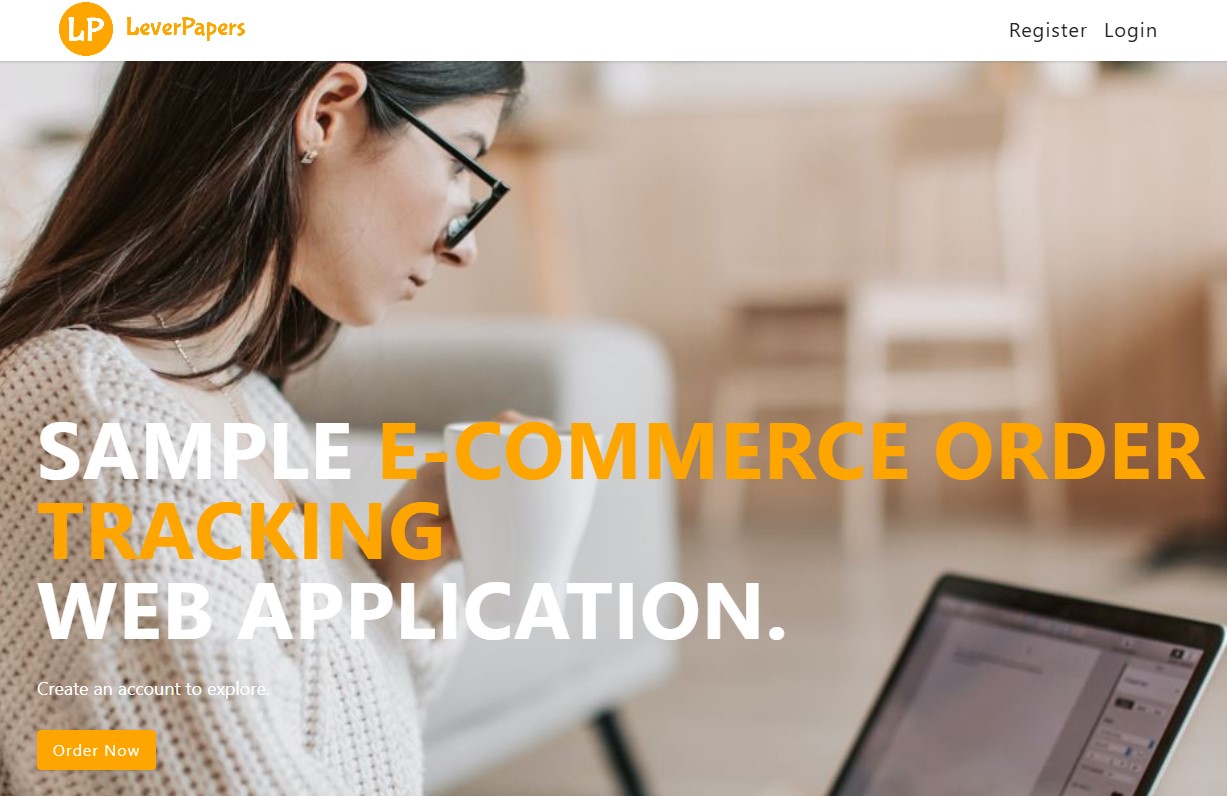 LP LeverPapers
Register Login
SAMPLE E-COMMERCE ORDER
TRACKING
WEB APPLICATION.
Create an account to explore.
Order Now